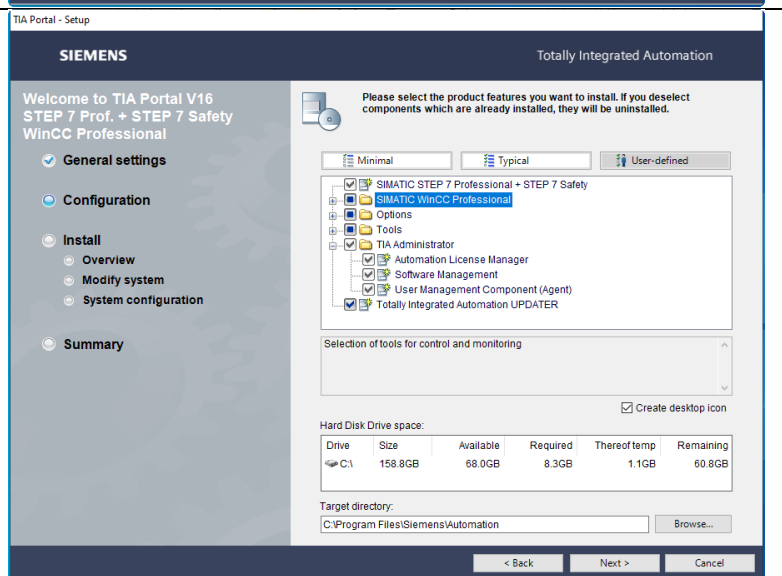 TIA Portal - Setup
SIEMENS
Totally Integrated Automation
Welcome to TIA Portal V16
STEP 7 Prof. + STEP 7 Safety
WinCC Professional
General settings
Configuration
Install
Overview
Modify system
System configuration
Summary
Please select the product features you want to install. If you deselect
components which are already installed, they will be uninstalled.
Minimal
Typical
User-defined
SIMATIC STEP 7 Professional + STEP 7 Safety
SIMATIC WinCC Professional
Options
Tools
TIA Administrator
Automation License Manager
Software Management
User Management Component (Agent)
Totally Integrated Automation UPDATER
Selection of tools for control and monitoring
Create desktop icon
Hard Disk Drive space:
Drive Size Available Required Thereof temp Remaining
C:\ 158.8GB 68.0GB 8.3GB 1.1GB 60.8GB
Target directory:
C:\Program Files\Siemens\Automation
Browse...
< Back
Next >
Cancel